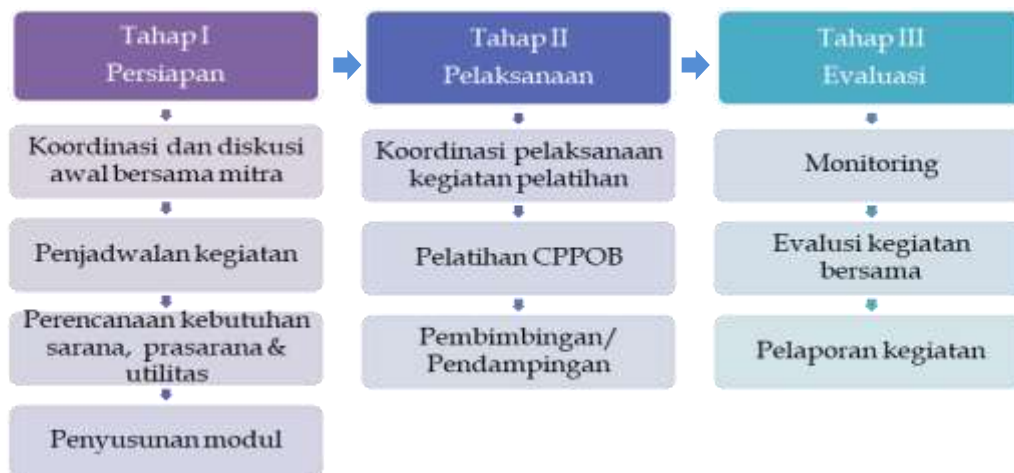 Tahap I
Persiapan
Koordinasi dan diskusi
awal bersama mitra
Penjadwalan kegiatan
Perencanaan kebutuhan
sarana, prasarana &
utilitas
Penyusunan modul
Tahap II
Pelaksanaan
Koordinasi pelaksanaan
kegiatan pelatihan
Pelatihan CPPOB
Pembimbingan/
Pendampingan
Tahap III
Evaluasi
Monitoring
Evalusi kegiatan
bersama
Pelaporan kegiatan